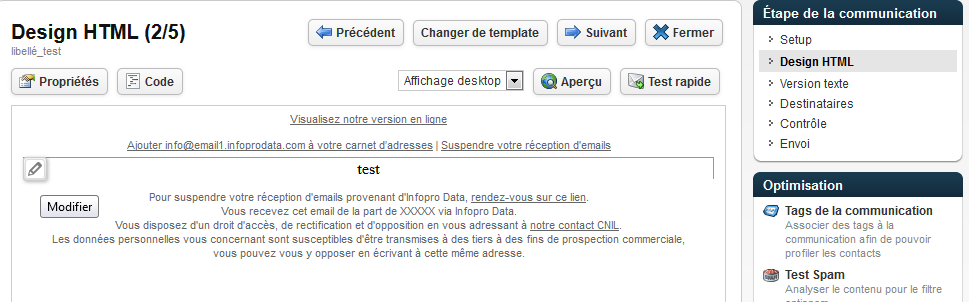 Design HTML (2/5)
libellé_test
Précédent
Changer de template
Suivant
Fermer
Propriétés
Code
Affichage desktop
Aperçu
Test rapide
Visualisez notre version en ligne
Ajouter info@email1.infoprodata.com à votre carnet d'adresses | Suspendre votre réception d'emails
test
Modifier
Pour suspendre votre réception d'emails provenant d'Infopro Data, rendez-vous sur ce lien.
Vous recevez cet email de la part de XXXXX via Infopro Data.
Vous disposez d'un droit d'accès, de rectification et d'opposition en vous adressant à notre contact CNIL.
Les données personnelles vous concernant sont susceptibles d'être transmises à des tiers à des fins de prospection commerciale,
vous pouvez vous y opposer en écrivant à cette même adresse.
Étape de la communication
Setup
Design HTML
Version texte
Destinataires
Contrôle
Envoi
Optimisation
Tags de la communication
Associer des tags à la
communication afin de pouvoir
profiler les contacts
Test Spam
Analyser le contenu pour le filtre